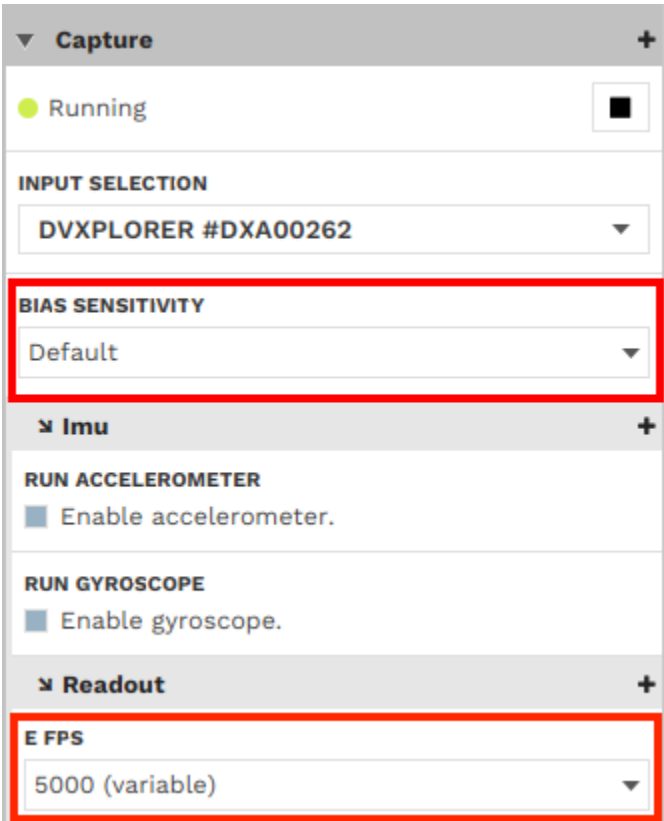 Capture
Running
INPUT SELECTION
DVXPLORER #DXA00262
BIAS SENSITIVITY
Default
Imu
RUN ACCELEROMETER
Enable accelerometer.
RUN GYROSCOPE
Enable gyroscope.
Readout
E FPS
5000 (variable)